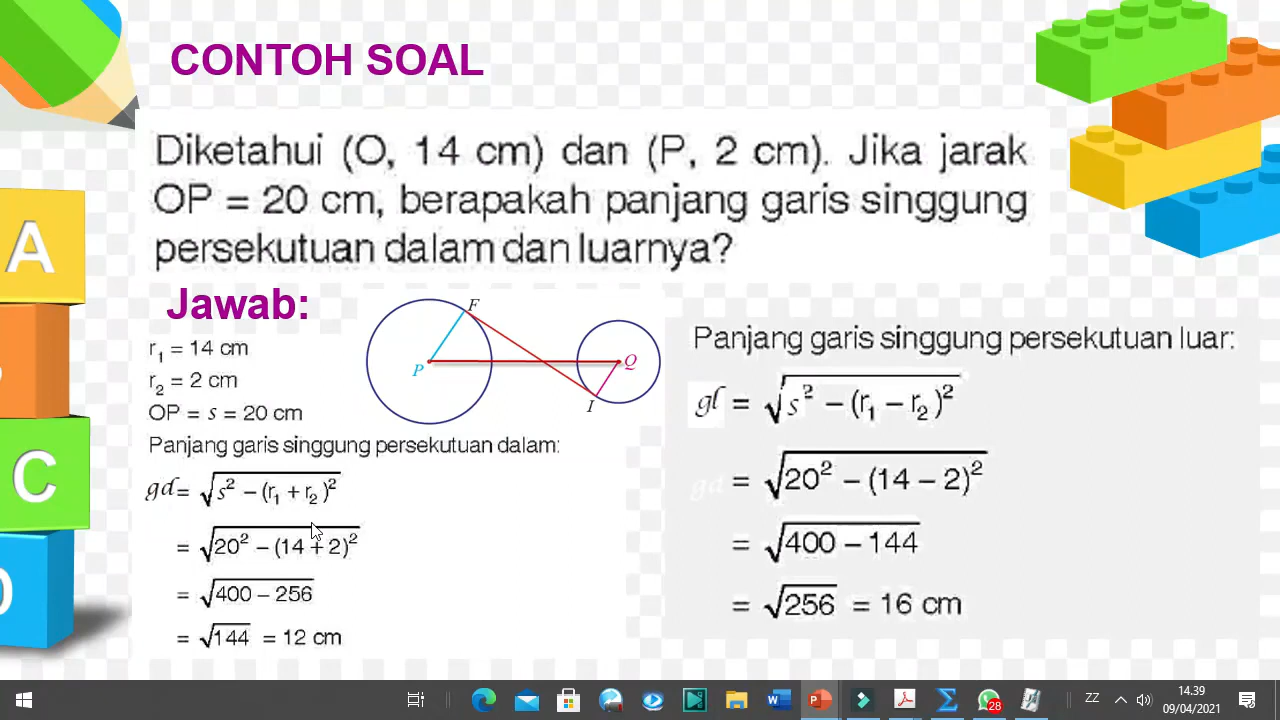 CONTOH SOAL
Diketahui (O, 14 cm) dan (P, 2 cm). Jika jarak
OP = 20 cm, berapakah panjang garis singgung
persekutuan dalam dan luarnya?
Jawab:
r₁ = 14 cm
r₂ = 2 cm
OP = s = 20 cm
Panjang garis singgung persekutuan dalam:
gd = √(s² – (r₁ + r₂)²)
= √(20² – (14 + 2)²)
= √(400 – 256)
= √144 = 12 cm
F
P
Q
I
Panjang garis singgung persekutuan luar:
gl = √(s² – (r₁ – r₂)²)
gd = √(20² – (14 – 2)²)
= √(400 – 144)
= √256 = 16 cm
A
C
28
ZZ
14.39
09/04/2021